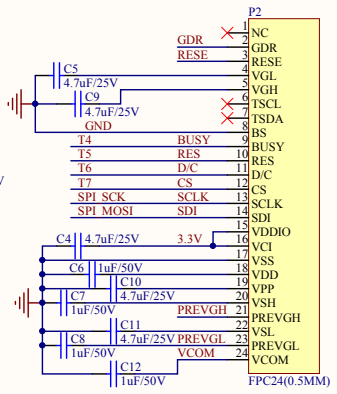 P2
1 NC
GDR 2 GDR
RESE 3 RESE
C5 4 VGL
4.7uF/25V 5 VGH
C9 6 TSCL
4.7uF/25V 7 TSDA
GND 8 BS
T4 BUSY 9 BUSY
T5 RES 10 RES
T6 D/C 11 D/C
T7 CS 12 CS
SPI SCK SCLK 13 SCLK
SPI MOSI SDI 14 SDI
15 VDDIO
C4 4.7uF/25V 3.3V 16 VCI
17 VSS
C6 1uF/50V 18 VDD
C10 19 VPP
C7 4.7uF/25V 20 VSH
1uF/50V PREVGH 21 PREVGH
C11 22 VSL
C8 4.7uF/25V PREVGL 23 PREVGL
1uF/50V VCOM 24 VCOM
C12
1uF/50V FPC24(0.5MM)
V